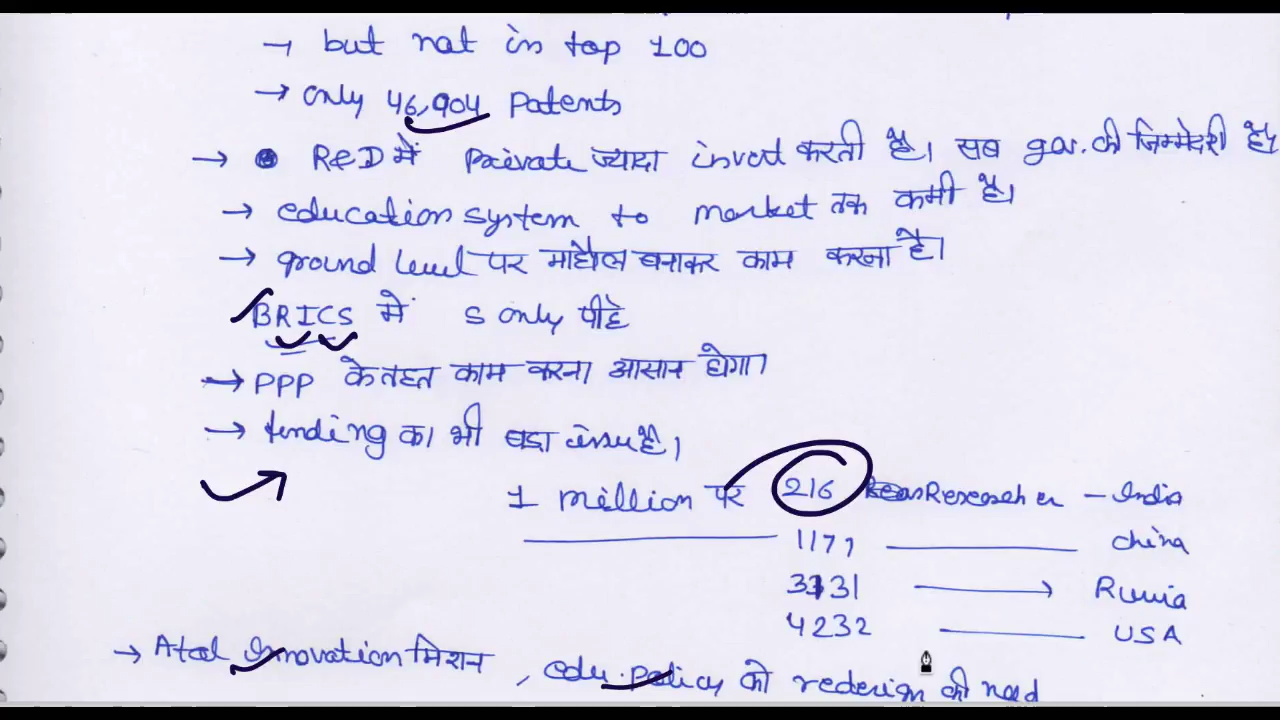 → but not in top 100
→ only 46,904 Patents
→ R&D में Private ज्यादा invest करती है। सब gov. की जिम्मेदरी है
→ education system to market तक कमी है।
→ ground level पर माहौल बनाकर काम करना है।
BRICS में S only पीछे
→ PPP के तहत काम करना आसान होगा।
→ funding का भी बड़ा issue है।
1 million पर 216 Researcher - India
1177 China
3131 → Russia
4232 USA
→ Atal Innovation मिशन, edu. policy को redesign की need